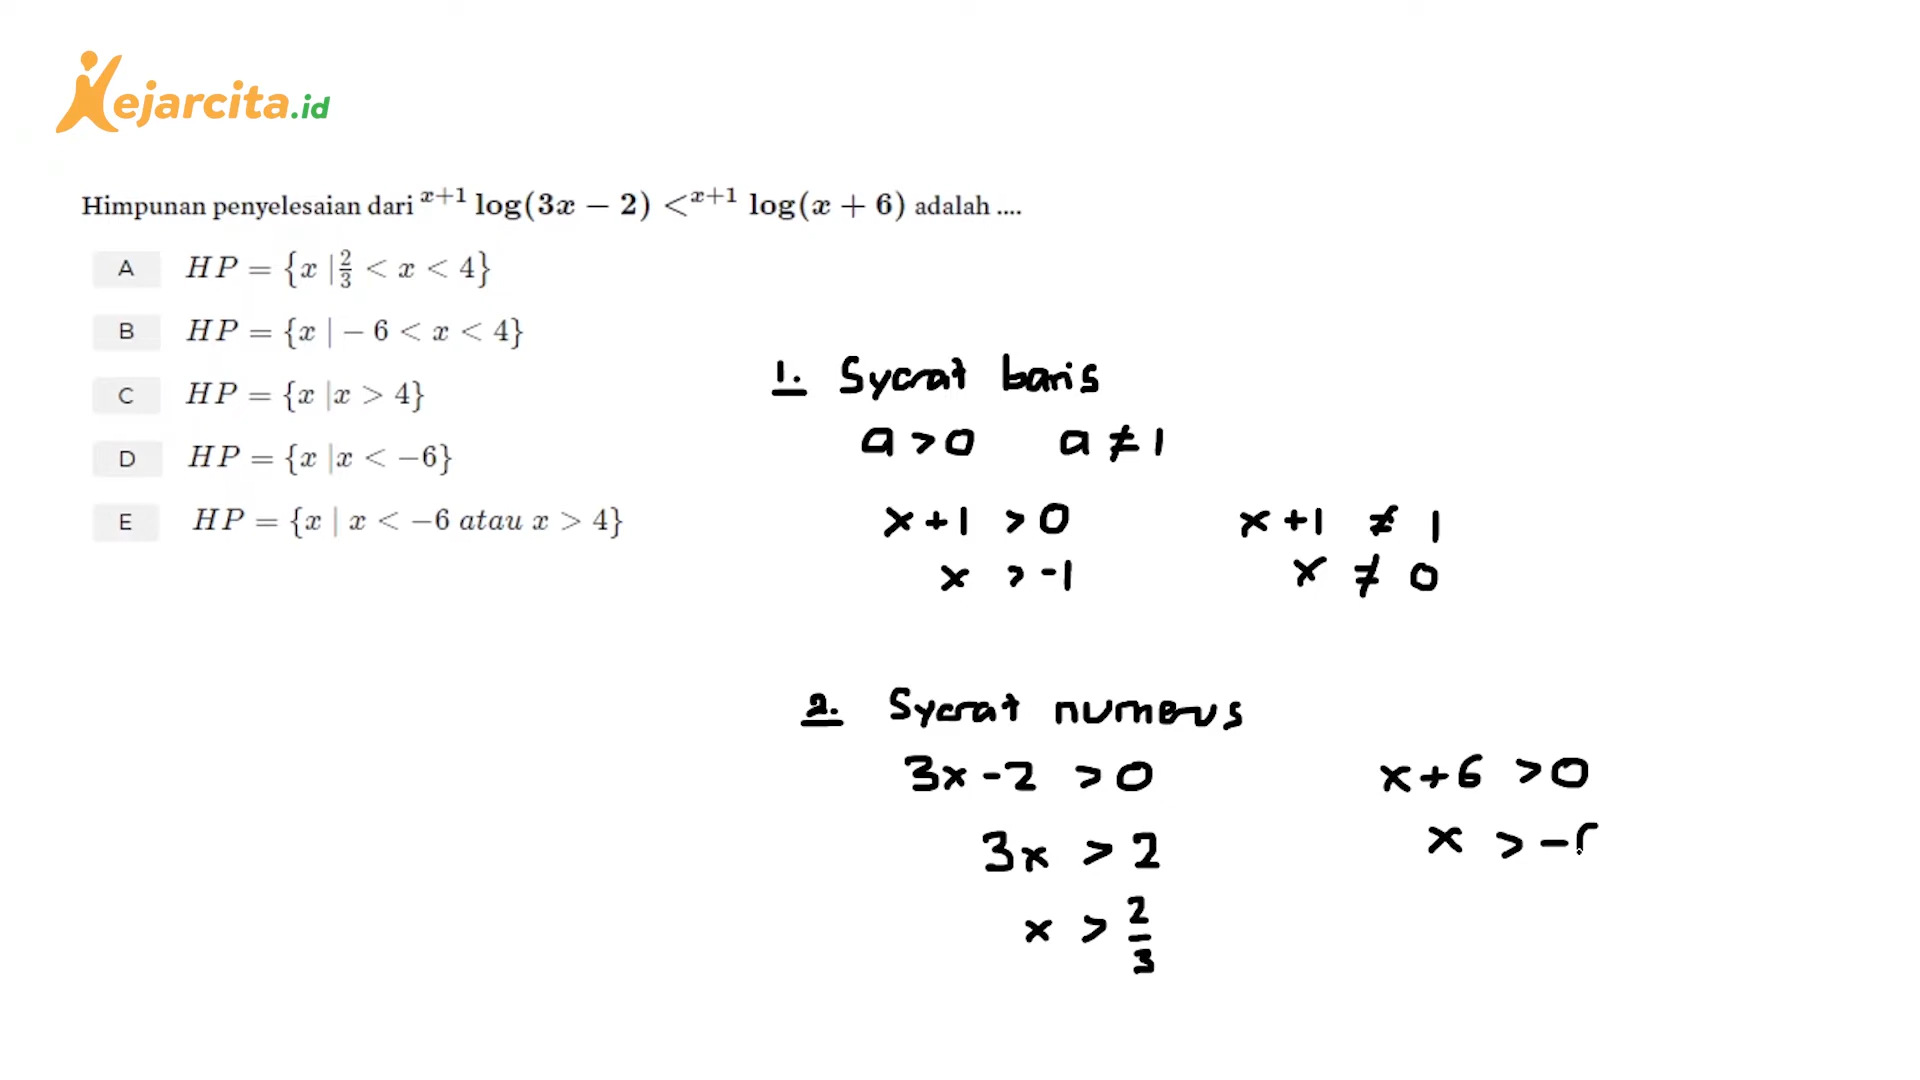 Kejarcita.id
Himpunan penyelesaian dari ^{x+1} log(3x − 2) < ^{x+1} log(x + 6) adalah ....
A HP = {x | 2/3 < x < 4}
B HP = {x | − 6 < x < 4}
C HP = {x |x > 4}
D HP = {x |x < −6}
E HP = {x | x < −6 atau x > 4}
1. Syarat baris
a > 0 a ≠ 1
x + 1 > 0 x + 1 ≠ 1
x > -1 x ≠ 0
2. Syarat numerus
3x - 2 > 0 x + 6 > 0
3x > 2 x > -
x > 2/3